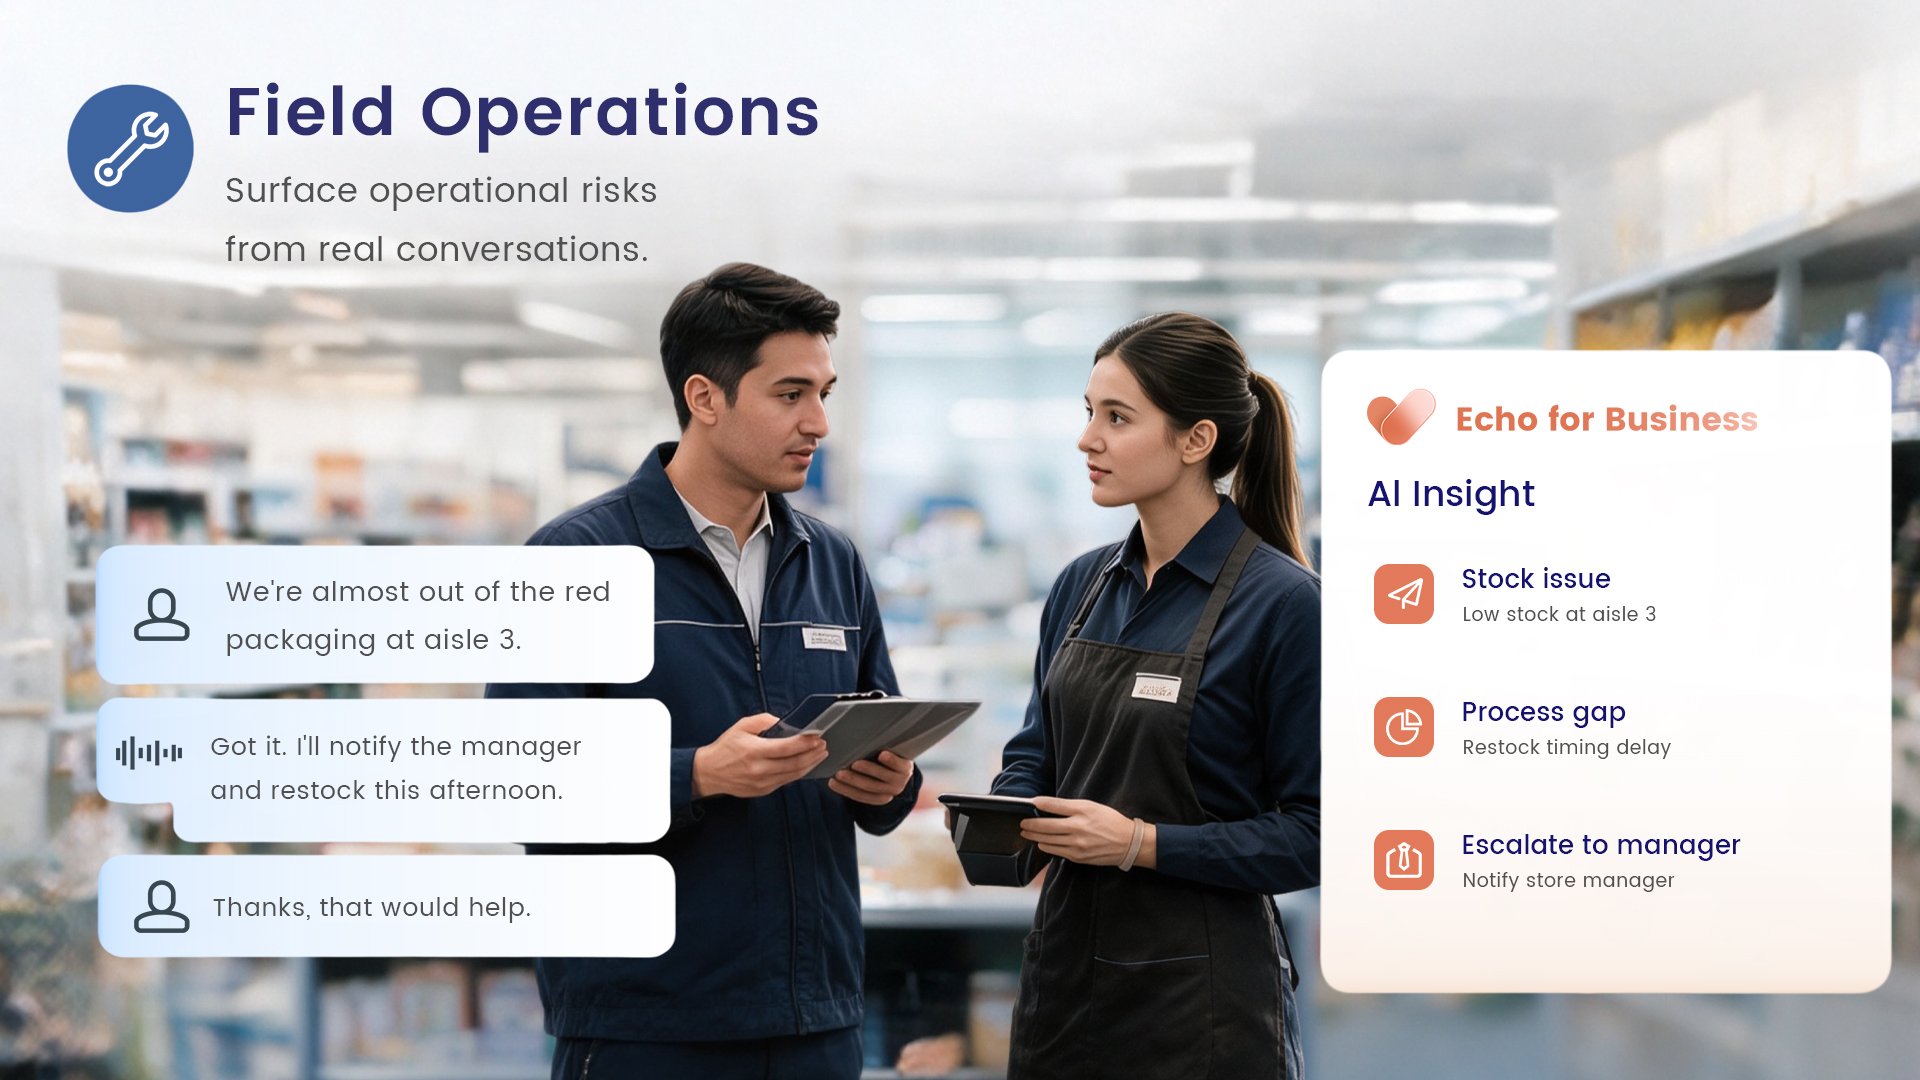 Field Operations
Surface operational risks
from real conversations.
We're almost out of the red
packaging at aisle 3.
Got it. I'll notify the manager
and restock this afternoon.
Thanks, that would help.
Echo for Business
AI Insight
Stock issue
Low stock at aisle 3
Process gap
Restock timing delay
Escalate to manager
Notify store manager